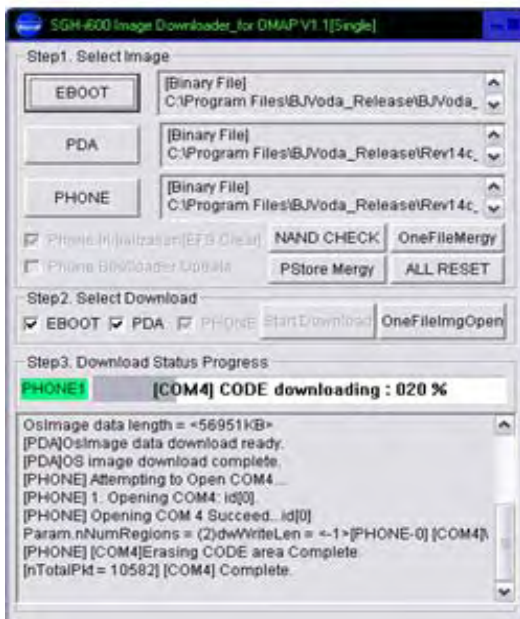 SGH-i600 Image Downloader_for DMAP V1.1[Single]
Step1. Select Image
EBOOT
[Binary File]
C:\Program Files\BJVoda_Release\BJVoda_
PDA
[Binary File]
C:\Program Files\BJVoda_Release\Rev14c_
PHONE
[Binary File]
C:\Program Files\BJVoda_Release\Rev14c_
Phone Initialization[EFS Clear] NAND CHECK OneFileMergy
Phone Bootloader Update PStore Mergy ALL RESET
Step2. Select Download
EBOOT PDA PHONE Start Download OneFileImgOpen
Step3. Download Status Progress
PHONE1 [COM4] CODE downloading : 020 %
OsImage data length = <56951KB>
[PDA]OsImage data download ready.
[PDA]OS image download complete.
[PHONE] Attempting to Open COM4...
[PHONE] 1. Opening COM4: id[0].
[PHONE] Opening COM 4 Succeed.. id[0]
Param.nNumRegions = (2)dwWriteLen = <-1>[PHONE-0] [COM4]\
[PHONE] [COM4]Erasing CODE area Complete
[nTotalPkt = 10582] [COM4] Complete.